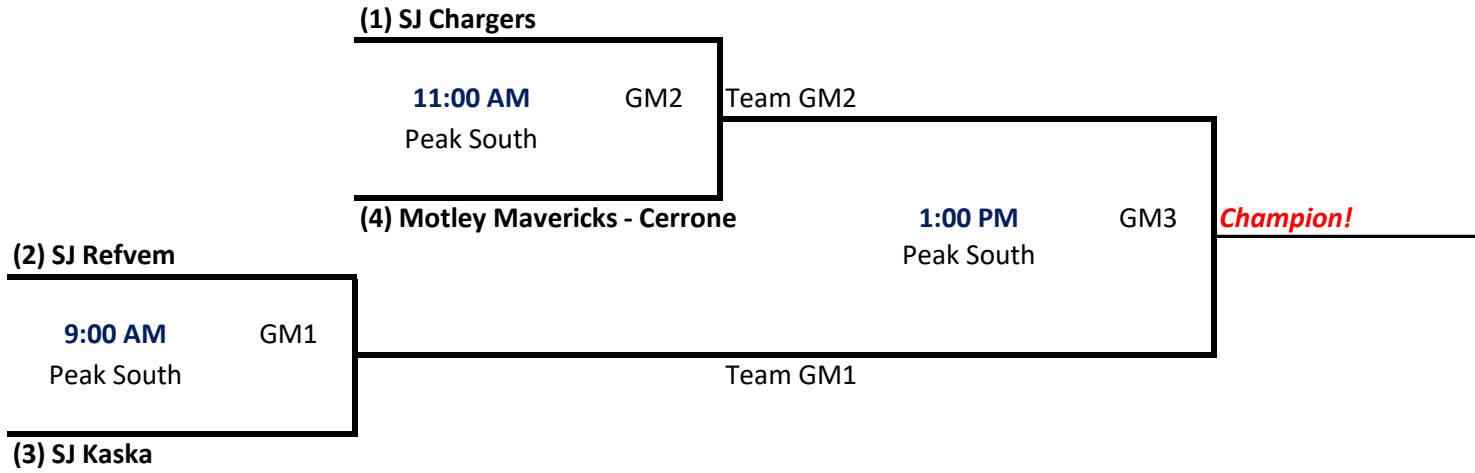 (1) SJ Chargers
11:00 AM GM2 Team GM2
Peak South
(4) Motley Mavericks - Cerrone 1:00 PM GM3 Champion!
(2) SJ Refvem Peak South
9:00 AM GM1
Peak South Team GM1
(3) SJ Kaska